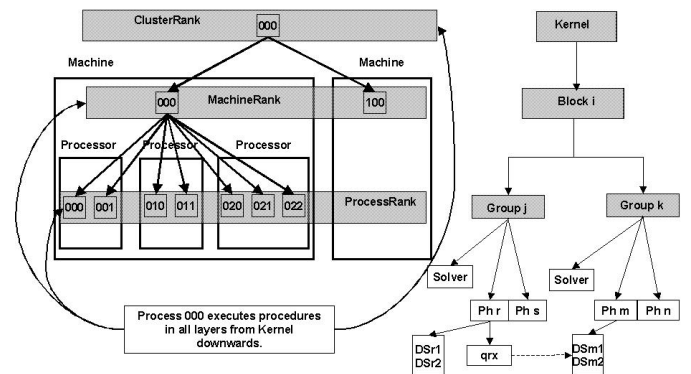 ClusterRank
000
Kernel
Machine
Machine
000
MachineRank
100
Block i
Processor
Processor
Processor
000
001
010
011
020
021
022
ProcessRank
Group j
Group k
Solver
Solver
Process 000 executes procedures
in all layers from Kernel
downwards.
Ph r
Ph s
Ph m
Ph n
DSr1
DSr2
qrx
DSm1
DSm2